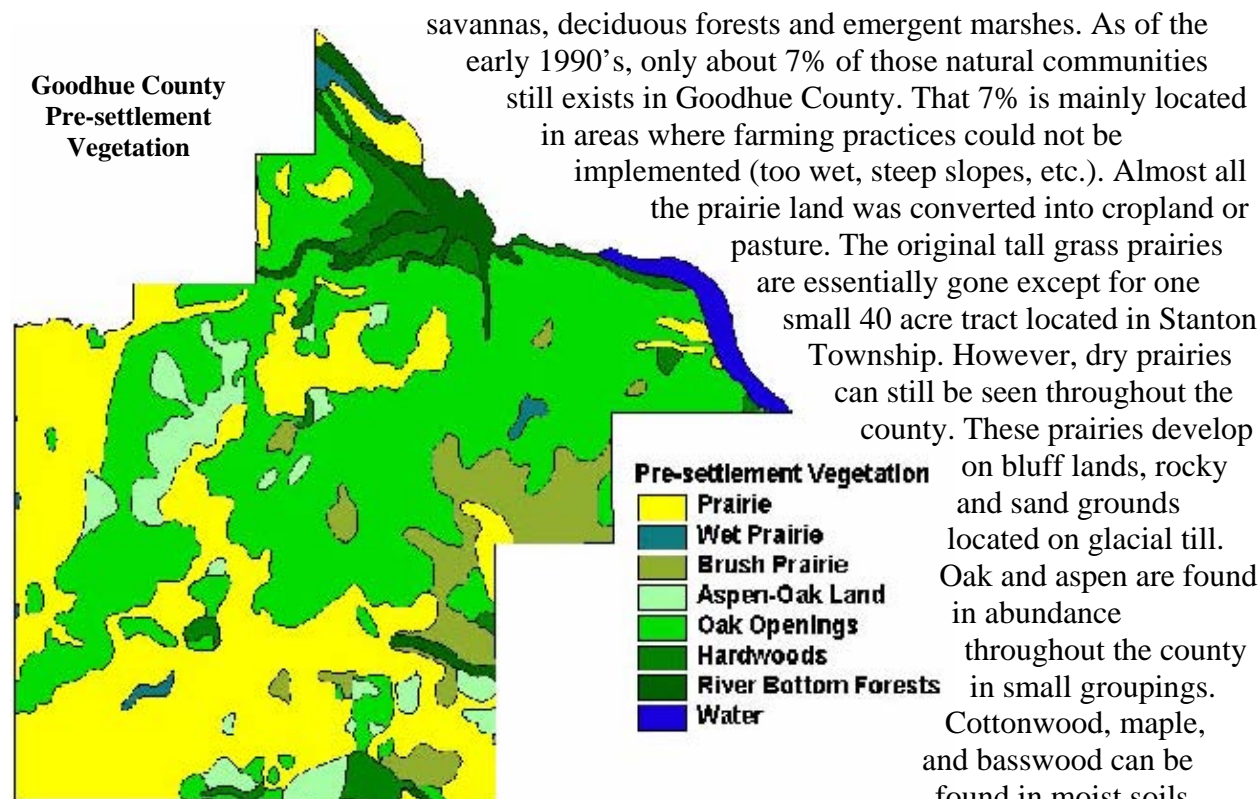 savannas, deciduous forests and emergent marshes. As of the
early 1990’s, only about 7% of those natural communities
still exists in Goodhue County. That 7% is mainly located
in areas where farming practices could not be
implemented (too wet, steep slopes, etc.). Almost all
the prairie land was converted into cropland or
pasture. The original tall grass prairies
are essentially gone except for one
small 40 acre tract located in Stanton
Township. However, dry prairies
can still be seen throughout the
county. These prairies develop
on bluff lands, rocky
and sand grounds
located on glacial till.
Oak and aspen are found
in abundance
throughout the county
in small groupings.
Cottonwood, maple,
and basswood can be
found in moist soils
Goodhue County
Pre-settlement
Vegetation
Pre-settlement Vegetation
Prairie
Wet Prairie
Brush Prairie
Aspen-Oak Land
Oak Openings
Hardwoods
River Bottom Forests
Water